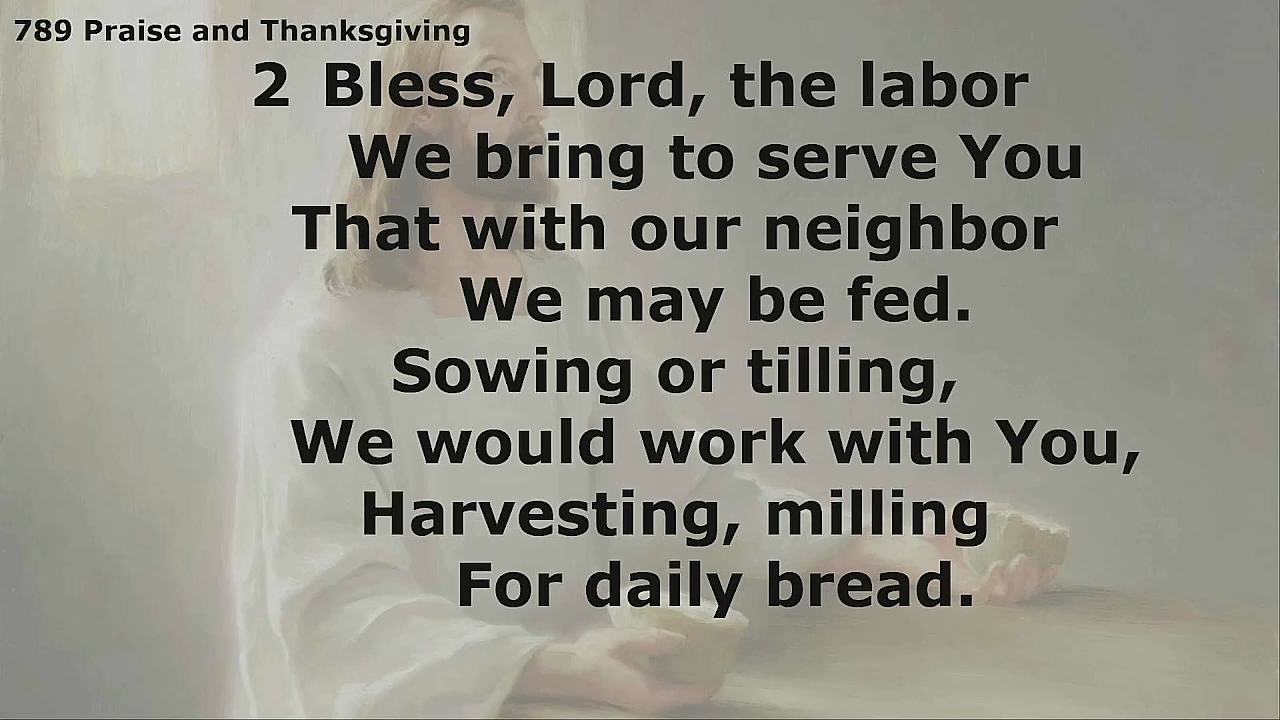 789 Praise and Thanksgiving
2 Bless, Lord, the labor
We bring to serve You
That with our neighbor
We may be fed.
Sowing or tilling,
We would work with You,
Harvesting, milling
For daily bread.